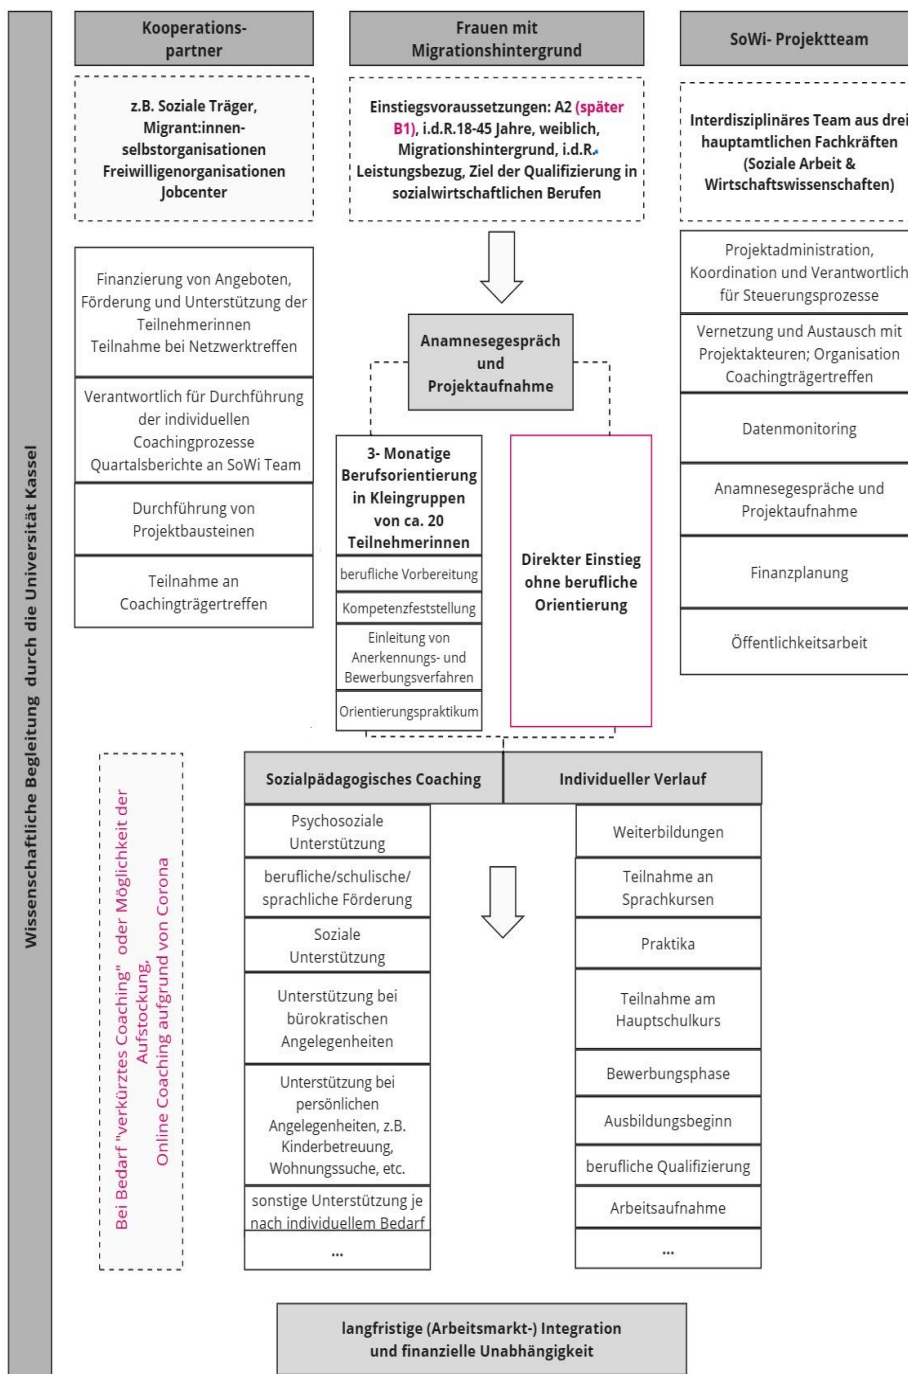 Wissenschaftliche Begleitung durch die Universität Kassel
Kooperations-
partner
z.B. Soziale Träger,
Migrant:innen-
selbstorganisationen
Freiwilligenorganisationen
Jobcenter
Finanzierung von Angeboten,
Förderung und Unterstützung der
Teilnehmerinnen
Teilnahme bei Netzwerktreffen
Verantwortlich für Durchführung
der individuellen
Coachingprozesse
Quartalsberichte an SoWi Team
Durchführung von
Projektbausteinen
Teilnahme an
Coachingträgertreffen
Frauen mit
Migrationshintergrund
Einstiegsvoraussetzungen: A2 (später
B1), i.d.R.18-45 Jahre, weiblich,
Migrationshintergrund, i.d.R.
Leistungsbezug, Ziel der Qualifizierung in
sozialwirtschaftlichen Berufen
Anamnesegespräch
und
Projektaufnahme
3- Monatige
Berufsorientierung
in Kleingruppen
von ca. 20
Teilnehmerinnen
berufliche Vorbereitung
Kompetenzfeststellung
Einleitung von
Anerkennungs- und
Bewerbungsverfahren
Orientierungspraktikum
Direkter Einstieg
ohne berufliche
Orientierung
SoWi- Projektteam
Interdisziplinäres Team aus drei
hauptamtlichen Fachkräften
(Soziale Arbeit &
Wirtschaftswissenschaften)
Projektadministration,
Koordination und Verantwortlich
für Steuerungsprozesse
Vernetzung und Austausch mit
Projektakteuren; Organisation
Coachingträgertreffen
Datenmonitoring
Anamnesegespräche und
Projektaufnahme
Finanzplanung
Öffentlichkeitsarbeit
Bei Bedarf "verkürztes Coaching" oder Möglichkeit der
Aufstockung,
Online Coaching aufgrund von Corona
Sozialpädagogisches Coaching
Psychosoziale
Unterstützung
berufliche/schulische/
sprachliche Förderung
Soziale
Unterstützung
Unterstützung bei
bürokratischen
Angelegenheiten
Unterstützung bei
persönlichen
Angelegenheiten, z.B.
Kinderbetreuung,
Wohnungssuche, etc.
sonstige Unterstützung je
nach individuellem Bedarf
...
Individueller Verlauf
Weiterbildungen
Teilnahme an
Sprachkursen
Praktika
Teilnahme am
Hauptschulkurs
Bewerbungsphase
Ausbildungsbeginn
berufliche Qualifizierung
Arbeitsaufnahme
...
langfristige (Arbeitsmarkt-) Integration
und finanzielle Unabhängigkeit